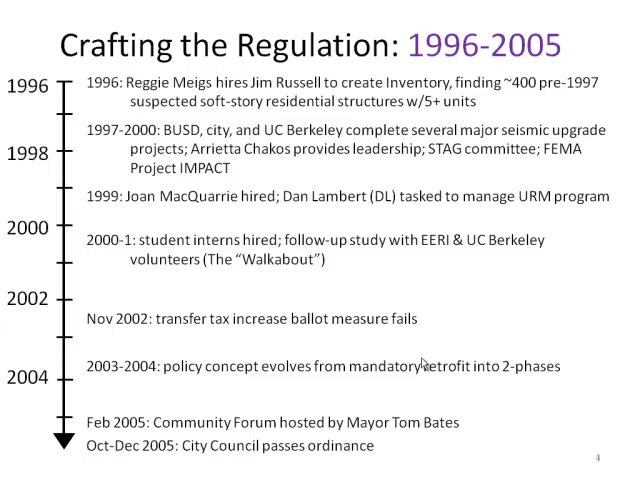 Crafting the Regulation: 1996-2005
1996
1996: Reggie Meigs hires Jim Russell to create Inventory, finding ~400 pre-1997
suspected soft-story residential structures w/5+ units
1997-2000: BUSD, city, and UC Berkeley complete several major seismic upgrade
1998
projects; Arrietta Chakos provides leadership; STAG committee; FEMA
Project IMPACT
1999: Joan MacQuarrie hired; Dan Lambert (DL) tasked to manage URM program
2000
2000-1: student interns hired; follow-up study with EERI & UC Berkeley
volunteers (The “Walkabout”)
2002
Nov 2002: transfer tax increase ballot measure fails
2003-2004: policy concept evolves from mandatory retrofit into 2-phases
2004
Feb 2005: Community Forum hosted by Mayor Tom Bates
Oct-Dec 2005: City Council passes ordinance
4